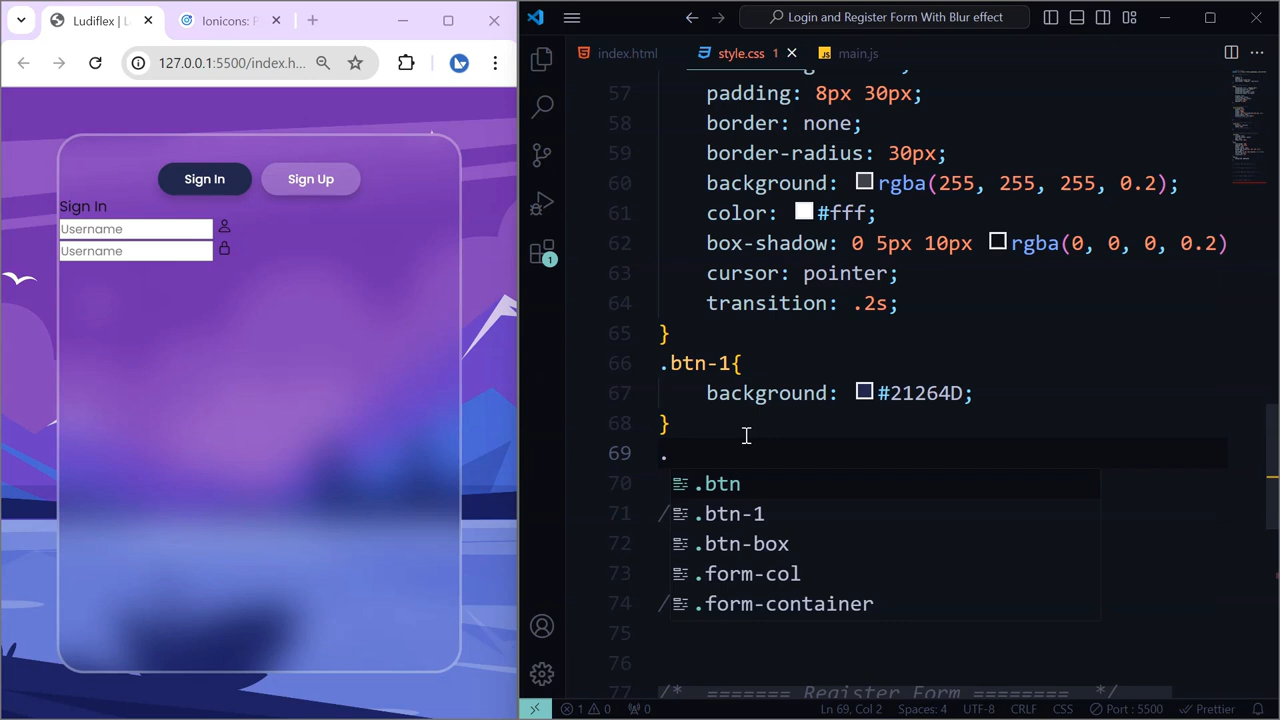 Ludiflex
Ionicons: P
127.0.0.1:5500/index.h...
Sign In
Sign Up
Sign In
Username
Username
Login and Register Form With Blur effect
index.html
style.css 1
main.js
57 padding: 8px 30px;
58 border: none;
59 border-radius: 30px;
60 background: rgba(255, 255, 255, 0.2);
61 color: #fff;
62 box-shadow: 0 5px 10px rgba(0, 0, 0, 0.2)
63 cursor: pointer;
64 transition: .2s;
65 }
66 .btn-1{
67 background: #21264D;
68 }
69 .
70 .btn
71 / .btn-1
72 .btn-box
73 .form-col
74 / .form-container
75
76
77 /* ======= Register Form ======== */
1
1 0 0
Ln 69, Col 2
Spaces: 4
UTF-8
CRLF
CSS
Port : 5500
Prettier